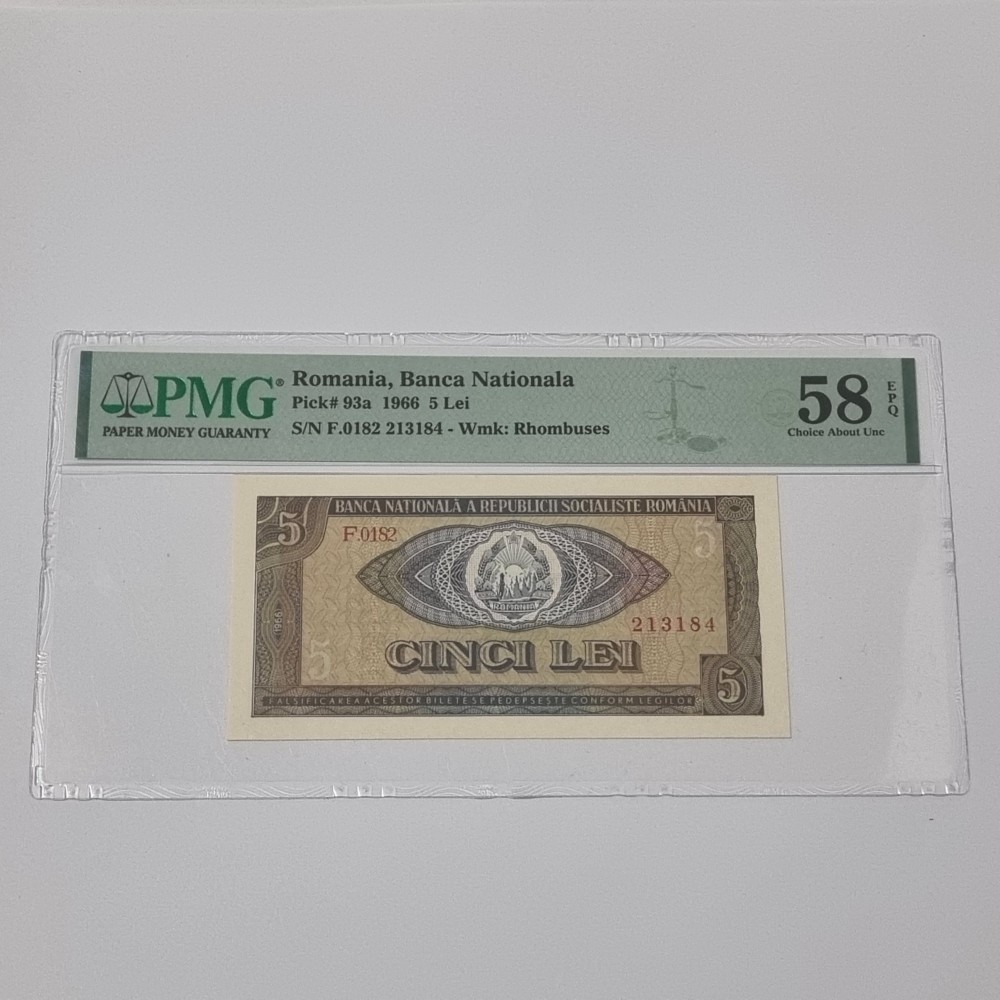 PMG®
PAPER MONEY GUARANTY
Romania, Banca Nationala
Pick# 93a 1966 5 Lei
S/N F.0182 213184 - Wmk: Rhombuses
58
EPQ
Choice About Unc
BANCA NAȚIONALĂ A REPUBLICII SOCIALISTE ROMÂNIA
5
F.0182
5
ROMANIA
1966
213184
5
CINCI LEI
5
FALSIFICAREA ACESTOR BILETE SE PEDEPSEȘTE CONFORM LEGILOR